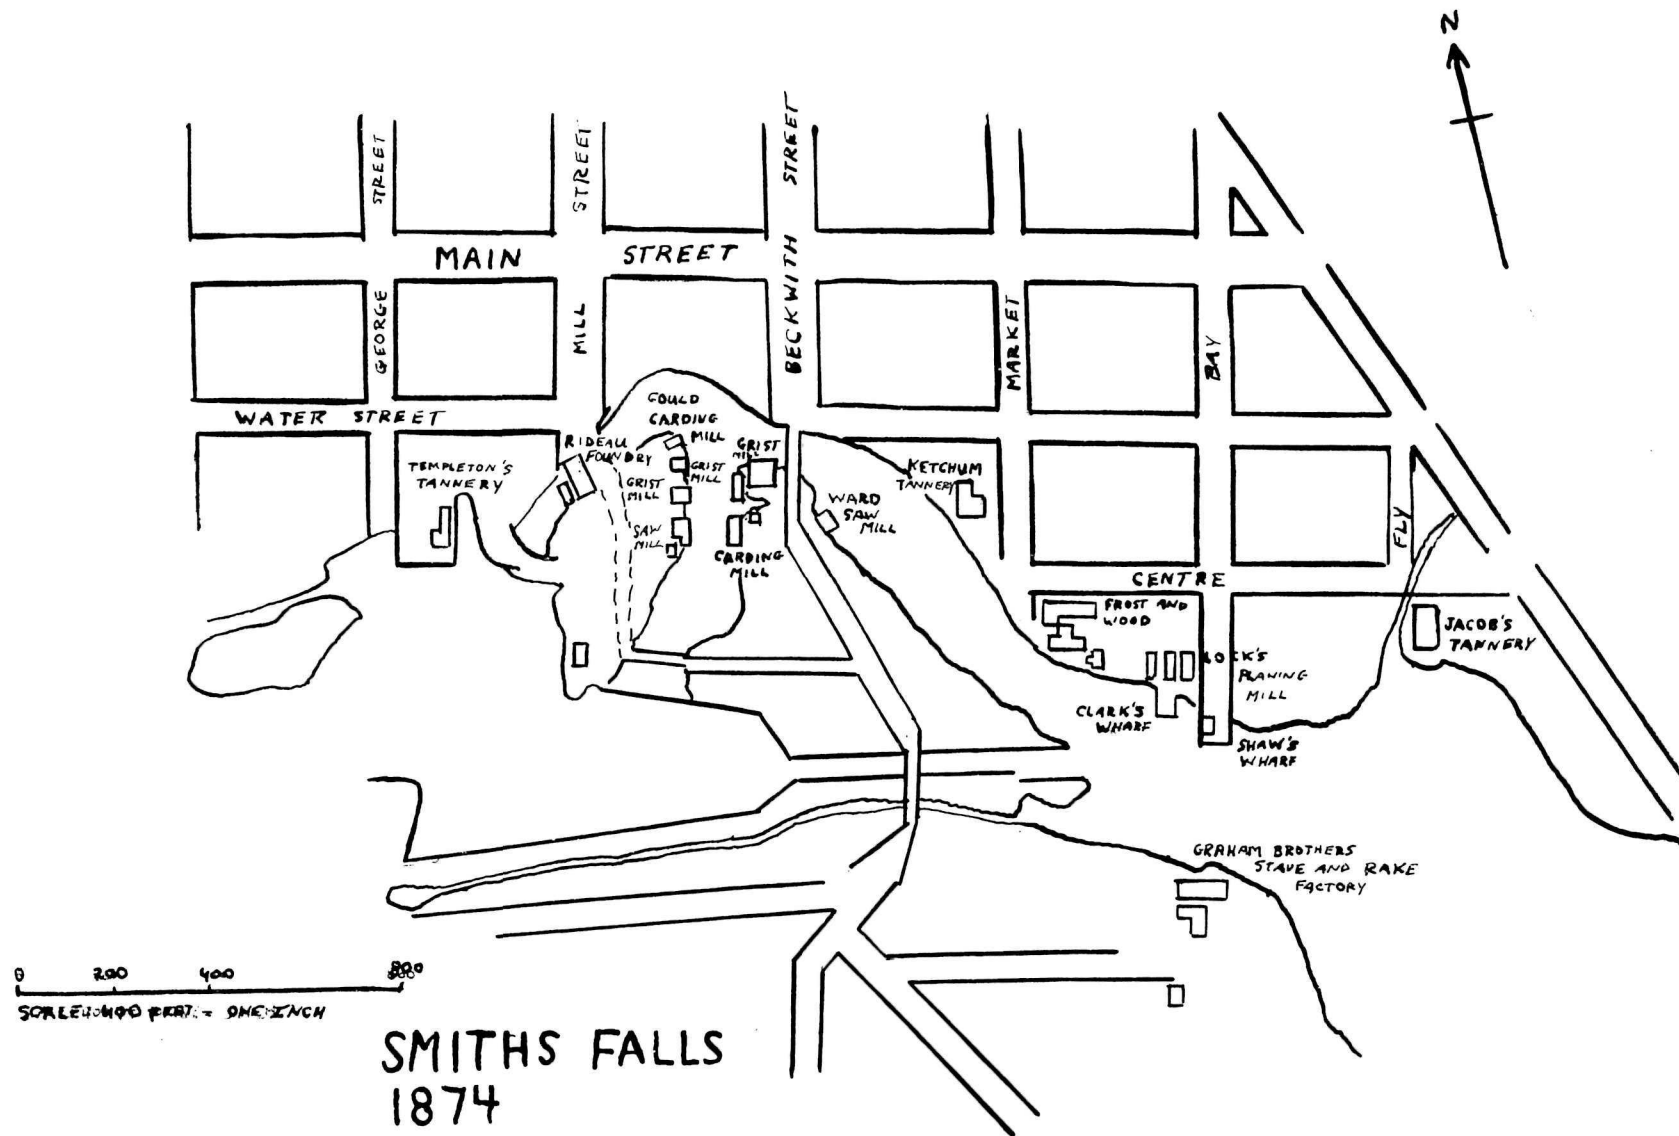 N
STREET
STREET
BECKWITH STREET
MAIN STREET
GEORGE
MILL
MARKET
BAY
WATER STREET
GOULD
CARDING
MILL
RIDEAU
FOUNDRY
GRIST
MILL
GRIST
MILL
GRIST
MILL
TEMPLETON'S
TANNERY
SAW
MILL
CARDING
MILL
WARD
SAW
MILL
KETCHUM
TANNERY
FLY
CENTRE
FROST AND
WOOD
JACOB'S
TANNERY
PLANING
MILL
CLARK'S
WHARF
SHAW'S
WHARF
GRAHAM BROTHERS
STAVE AND RAKE
FACTORY
0 200 400 800
ONE INCH
SMITHS FALLS
1874